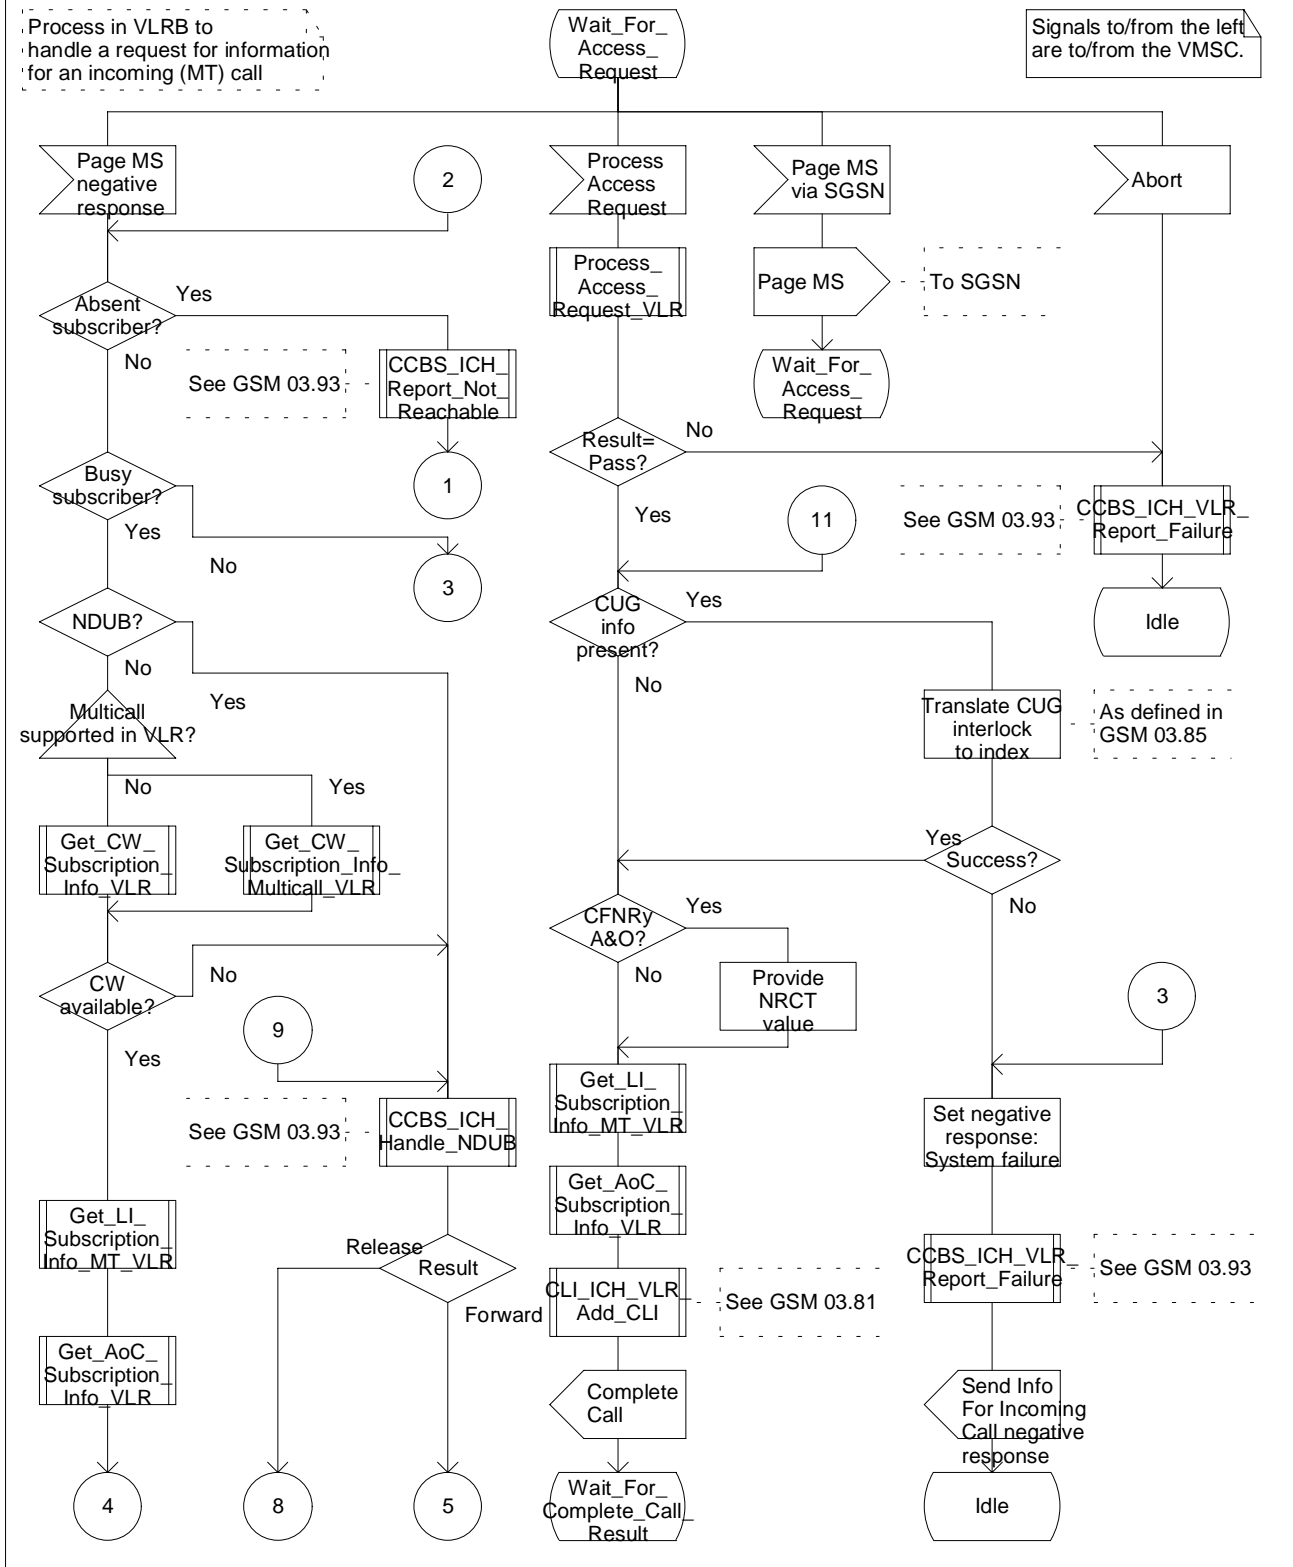 Process in VLRB to
handle a request for information
for an incoming (MT) call
Wait_For_
Access_
Request
Signals to/from the left
are to/from the VMSC.
Page MS
negative
response
2
Process
Access
Request
Page MS
via SGSN
Abort
Process_
Access_
Request_VLR
Page MS
To SGSN
Absent
subscriber?
Yes
No
See GSM 03.93
CCBS_ICH_
Report_Not_
Reachable
Wait_For_
Access_
Request
Result=
Pass?
No
Yes
Busy
subscriber?
Yes
No
1
11
See GSM 03.93
CCBS_ICH_VLR_
Report_Failure
3
Idle
NDUB?
No
Yes
CUG
info
present?
Yes
No
Multicall
supported in VLR?
No
Yes
Translate CUG
interlock
to index
As defined in
GSM 03.85
Get_CW_
Subscription_
Info_VLR
Get_CW_
Subscription_Info_
Multicall_VLR
Yes
Success?
No
CFNRy
A&O?
Yes
No
CW
available?
No
Yes
Provide
NRCT
value
3
9
Get_LI_
Subscription_
Info_MT_VLR
See GSM 03.93
CCBS_ICH_
Handle_NDUB
Set negative
response:
System failure
Get_AoC_
Subscription_
Info_VLR
Get_LI_
Subscription_
Info_MT_VLR
Release
Result
Forward
CCBS_ICH_VLR_
Report_Failure
See GSM 03.93
CLI_ICH_VLR_
Add_CLI
See GSM 03.81
Get_AoC_
Subscription_
Info_VLR
Complete
Call
Send Info
For Incoming
Call negative
response
4
8
5
Wait_For_
Complete_Call_
Result
Idle